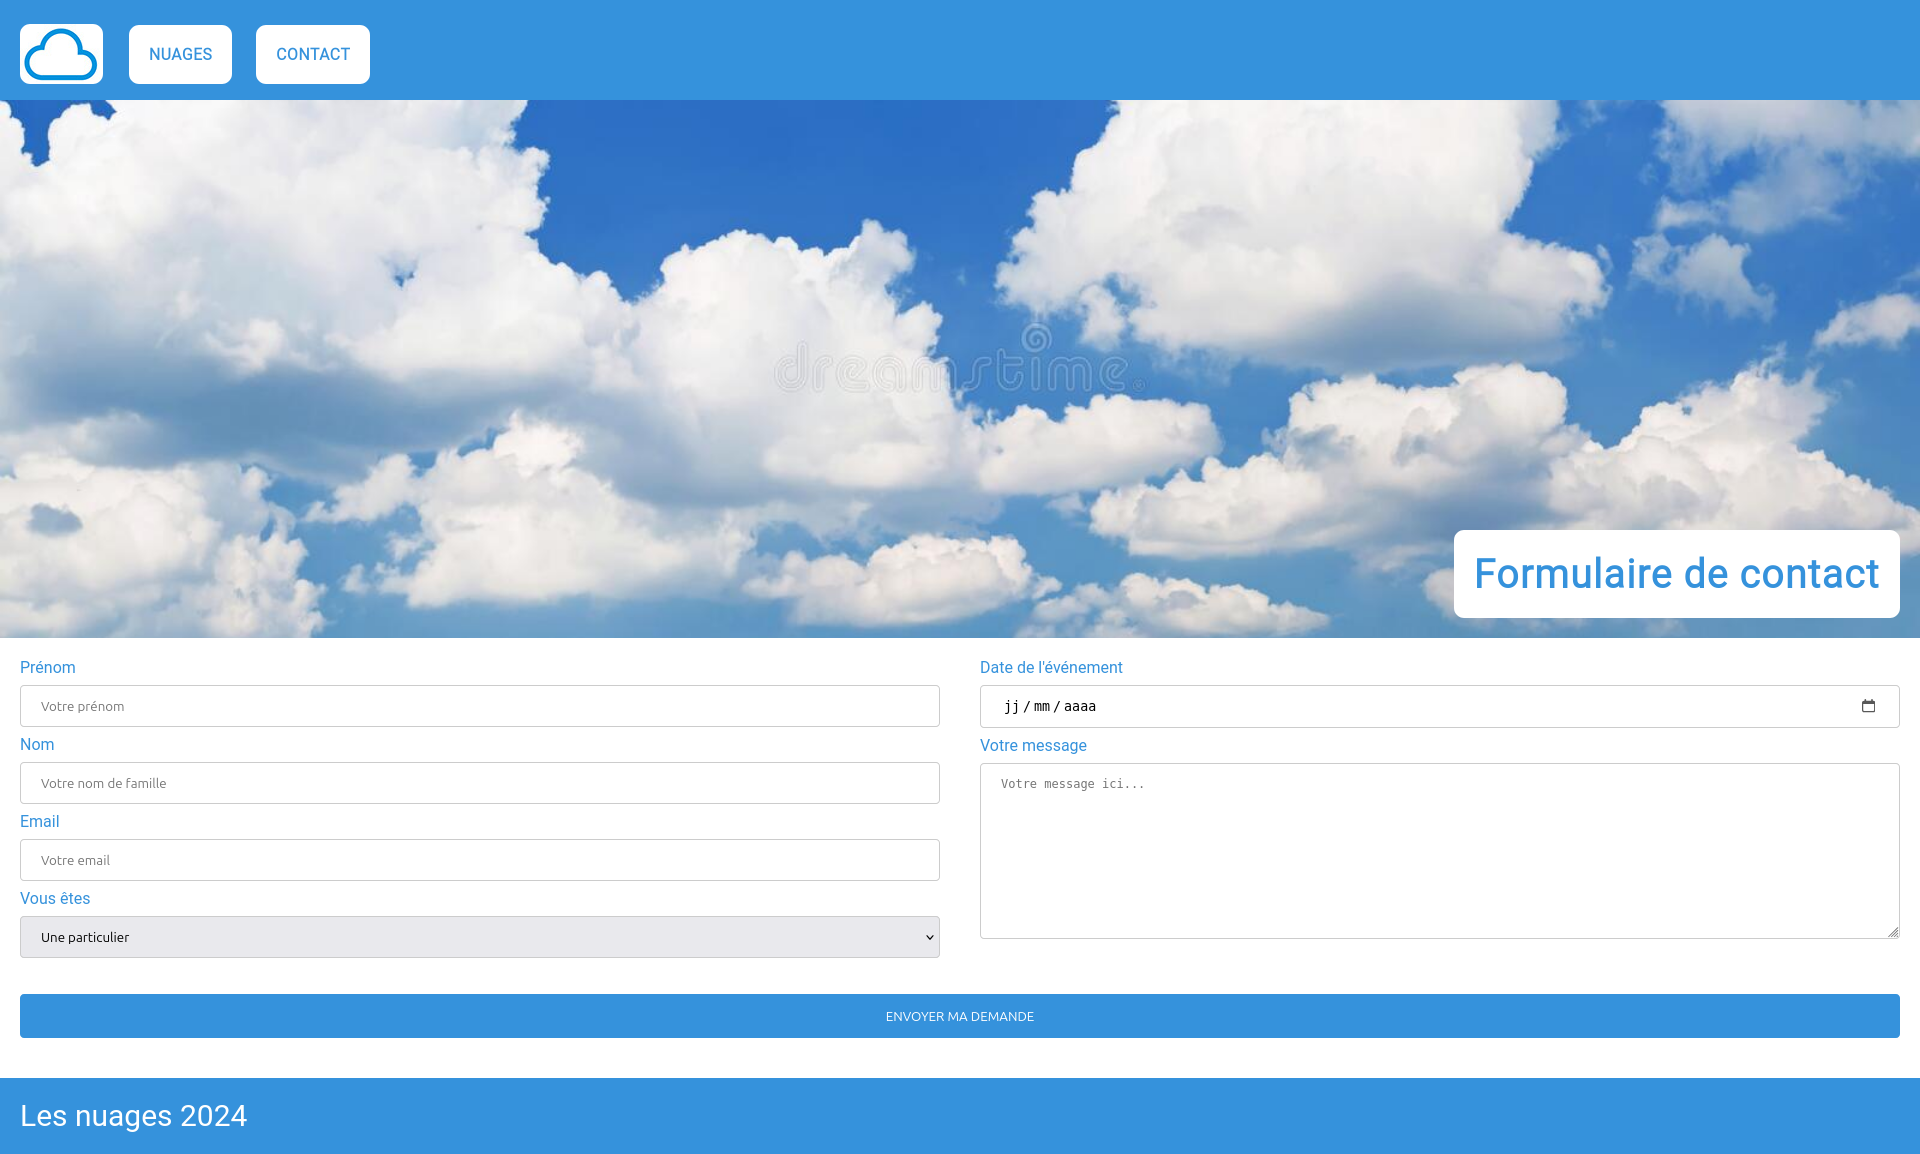 NUAGES
CONTACT
dreamstime
Formulaire de contact
Prénom
Votre prénom
Nom
Votre nom de famille
Email
Votre email
Vous êtes
Une particulier
Date de l'événement
jj/mm/aaaa
Votre message
Votre message ici...
ENVOYER MA DEMANDE
Les nuages 2024